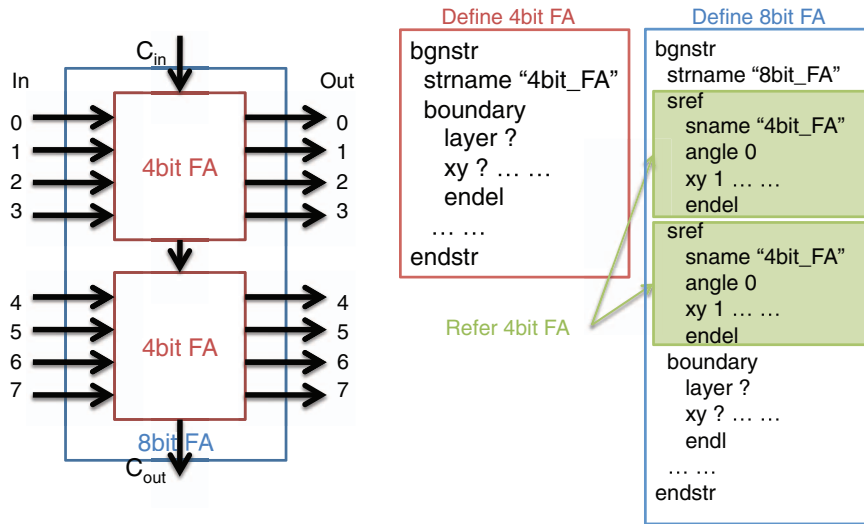 C_in
In
Out
0
1
2
3
4bit FA
0
1
2
3
4
5
6
7
4bit FA
4
5
6
7
8bit FA
C_out
Define 4bit FA
bgnstr
strname “4bit_FA”
boundary
layer ?
xy ? … …
endel
… …
endstr
Refer 4bit FA
Define 8bit FA
bgnstr
strname “8bit_FA”
sref
sname “4bit_FA”
angle 0
xy 1 … …
endel
sref
sname “4bit_FA”
angle 0
xy 1 … …
endel
boundary
layer ?
xy ? … …
endl
… …
endstr